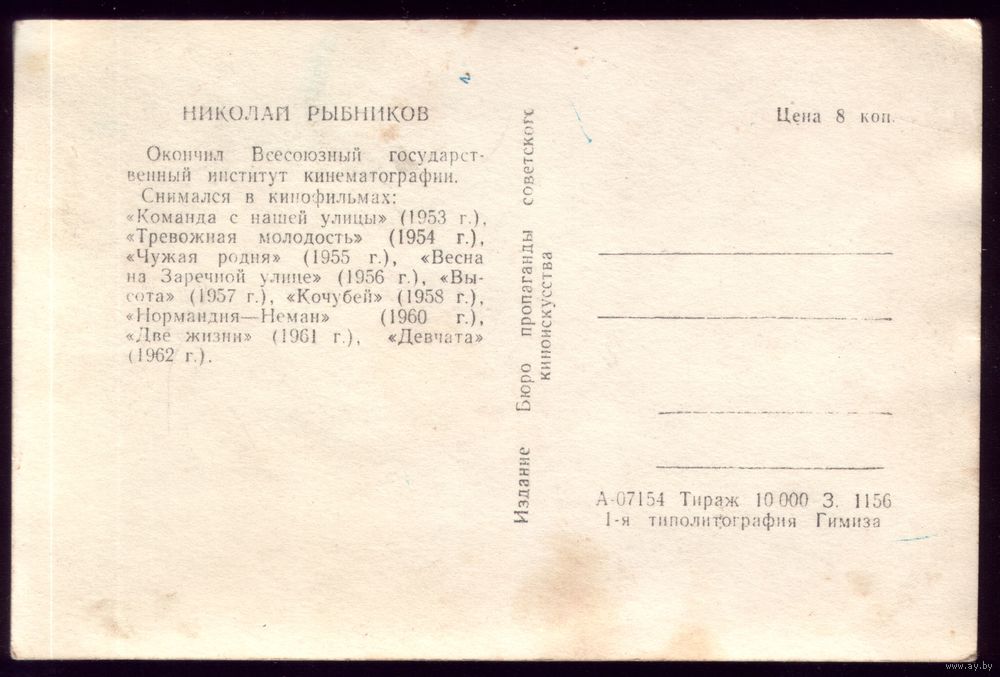 НИКОЛАЙ РЫБНИКОВ
Окончил Всесоюзный государст-
венный институт кинематографии.
Снимался в кинофильмах:
«Команда с нашей улицы» (1953 г.),
«Тревожная молодость» (1954 г.),
«Чужая родня» (1955 г.), «Весна
на Заречной улице» (1956 г.), «Вы-
сота» (1957 г.), «Кочубей» (1958 г.),
«Нормандия—Неман» (1960 г.),
«Две жизни» (1961 г.), «Девчата»
(1962 г.).
Издание Бюро пропаганды советского
киноискусства
Цена 8 коп.
А-07154 Тираж 10 000 З. 1156
1-я типолитография Гимиза
www.ay.by